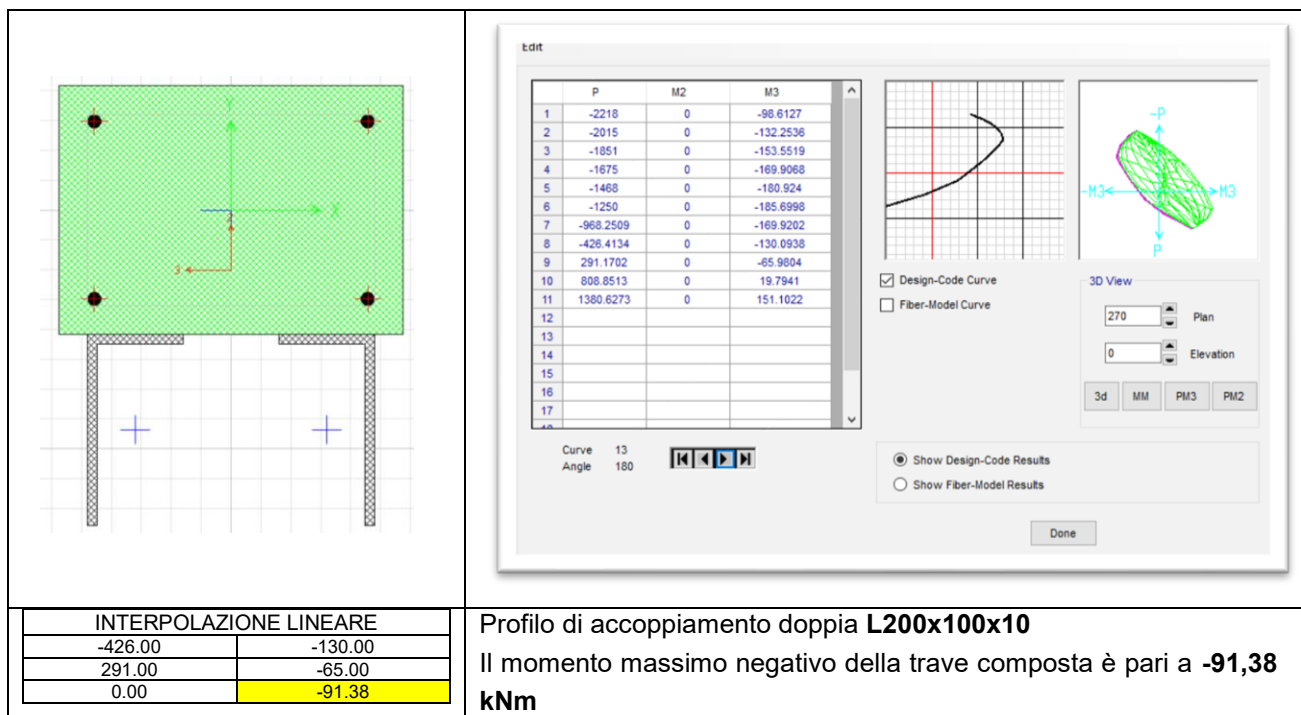 Y
X
2
3
Edit
P M2 M3
1 -2218 0 -98.6127
2 -2015 0 -132.2536
3 -1851 0 -153.5519
4 -1675 0 -169.9068
5 -1468 0 -180.924
6 -1250 0 -185.6998
7 -968.2509 0 -169.9202
8 -426.4134 0 -130.0938
9 291.1702 0 -65.9804
10 808.8513 0 19.7941
11 1380.6273 0 151.1022
12
13
14
15
16
17
Curve 13
Angle 180
Design-Code Curve
Fiber-Model Curve
-P
-M3 M3
P
3D View
270 Plan
0 Elevation
3d MM PM3 PM2
Show Design-Code Results
Show Fiber-Model Results
Done
INTERPOLAZIONE LINEARE
-426.00 -130.00
291.00 -65.00
0.00 -91.38
Profilo di accoppiamento doppia L200x100x10
Il momento massimo negativo della trave composta è pari a -91,38
kNm